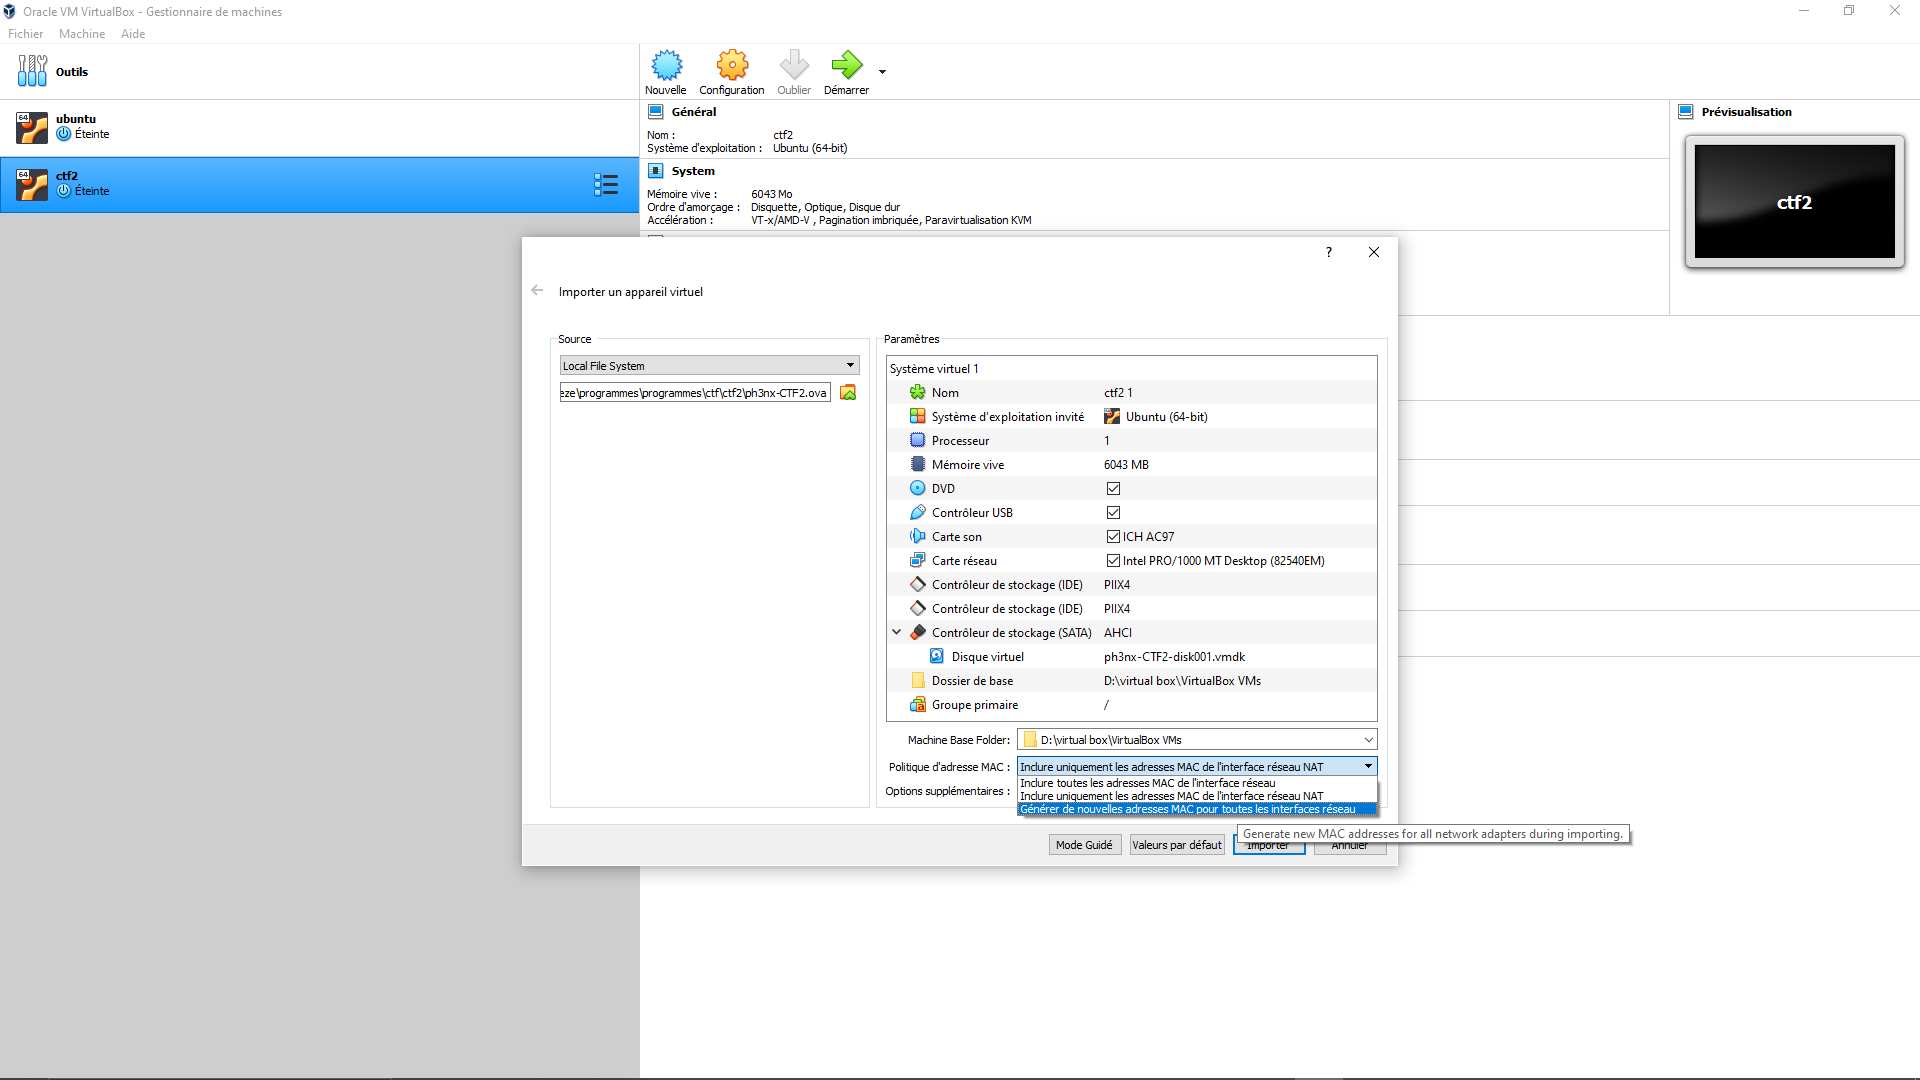 Oracle VM VirtualBox - Gestionnaire de machines
Fichier Machine Aide
Outils
64 ubuntu
Éteinte
64 ctf2
Éteinte
Nouvelle Configuration Oublier Démarrer
Général
Nom : ctf2
Système d'exploitation : Ubuntu (64-bit)
System
Mémoire vive : 6043 Mo
Ordre d'amorçage : Disquette, Optique, Disque dur
Accélération : VT-x/AMD-V , Pagination imbriquée, Paravirtualisation KVM
Prévisualisation
ctf2
?
Importer un appareil virtuel
Source
Local File System
eze\programmes\programmes\ctf\ctf2\ph3nx-CTF2.ova
Paramètres
Système virtuel 1
Nom ctf2 1
Système d'exploitation invité Ubuntu (64-bit)
Processeur 1
Mémoire vive 6043 MB
DVD
Contrôleur USB
Carte son ICH AC97
Carte réseau Intel PRO/1000 MT Desktop (82540EM)
Contrôleur de stockage (IDE) PIIX4
Contrôleur de stockage (IDE) PIIX4
Contrôleur de stockage (SATA) AHCI
Disque virtuel ph3nx-CTF2-disk001.vmdk
Dossier de base D:\virtual box\VirtualBox VMs
Groupe primaire /
Machine Base Folder: D:\virtual box\VirtualBox VMs
Politique d'adresse MAC : Inclure uniquement les adresses MAC de l'interface réseau NAT
Inclure toutes les adresses MAC de l'interface réseau
Options supplémentaires : Inclure uniquement les adresses MAC de l'interface réseau NAT
Générer de nouvelles adresses MAC pour toutes les interfaces réseau
Generate new MAC addresses for all network adapters during importing.
Mode Guidé Valeurs par défaut Importer Annuler